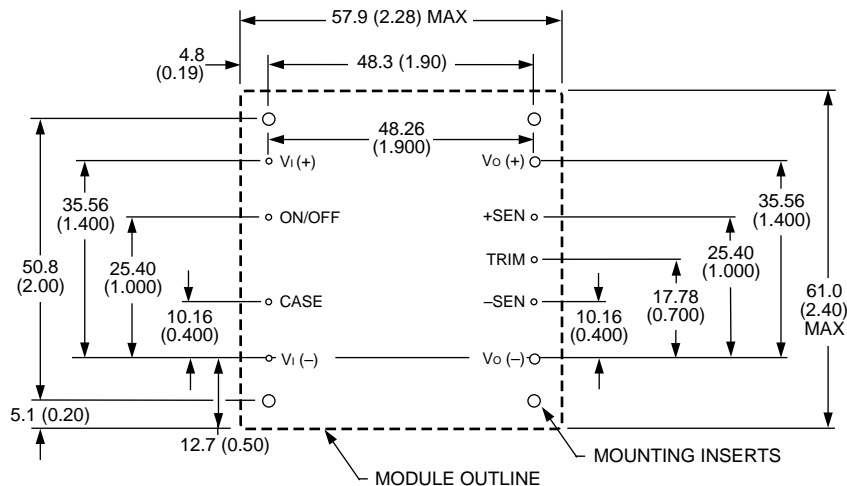 57.9 (2.28) MAX
4.8
(0.19)
48.3 (1.90)
48.26
(1.900)
VI (+)
VO (+)
35.56
(1.400)
35.56
(1.400)
ON/OFF
+SEN
50.8
(2.00)
25.40
(1.000)
TRIM
25.40
(1.000)
61.0
(2.40)
MAX
10.16
(0.400)
CASE
–SEN
10.16
(0.400)
17.78
(0.700)
VI (–)
VO (–)
5.1 (0.20)
12.7 (0.50)
MOUNTING INSERTS
MODULE OUTLINE